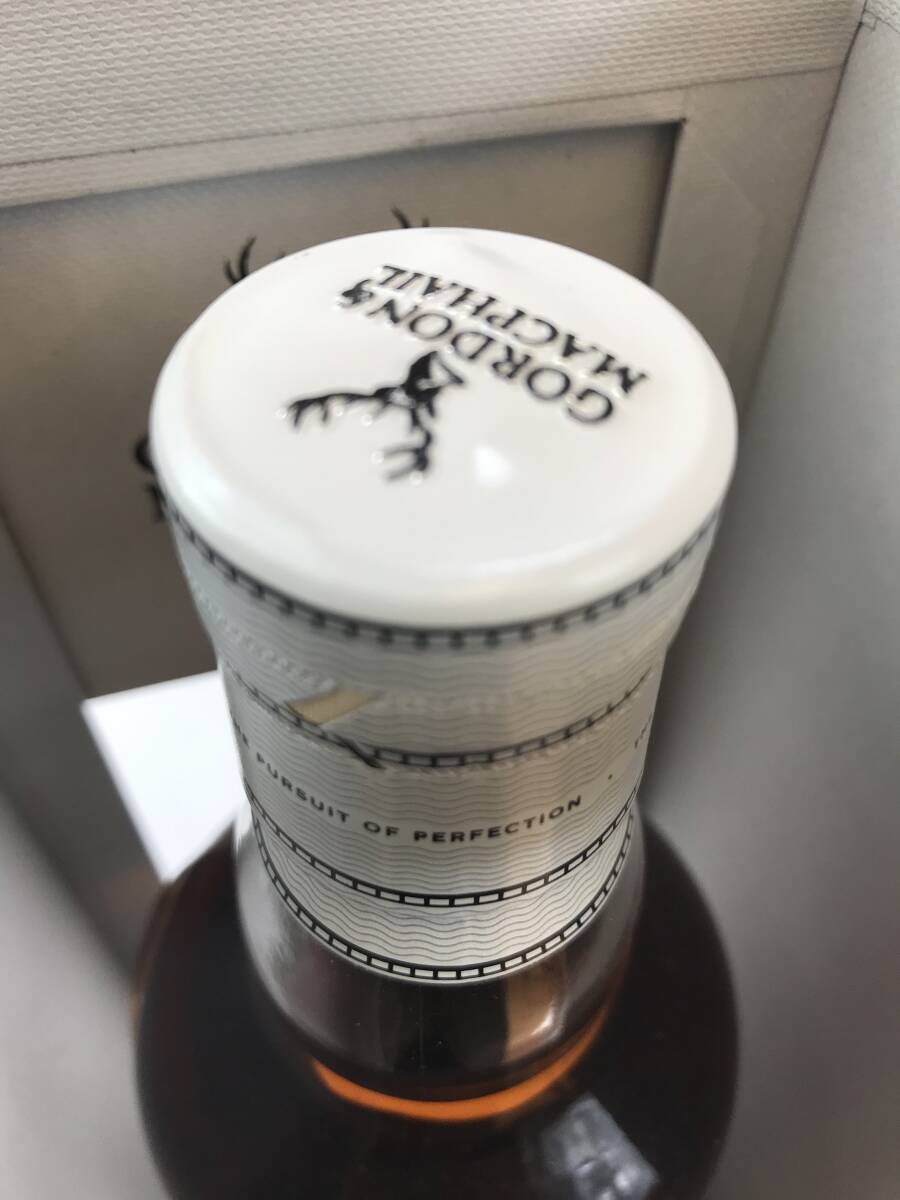 GORDON &
MACPHAIL
PURSUIT OF PERFECTION ·